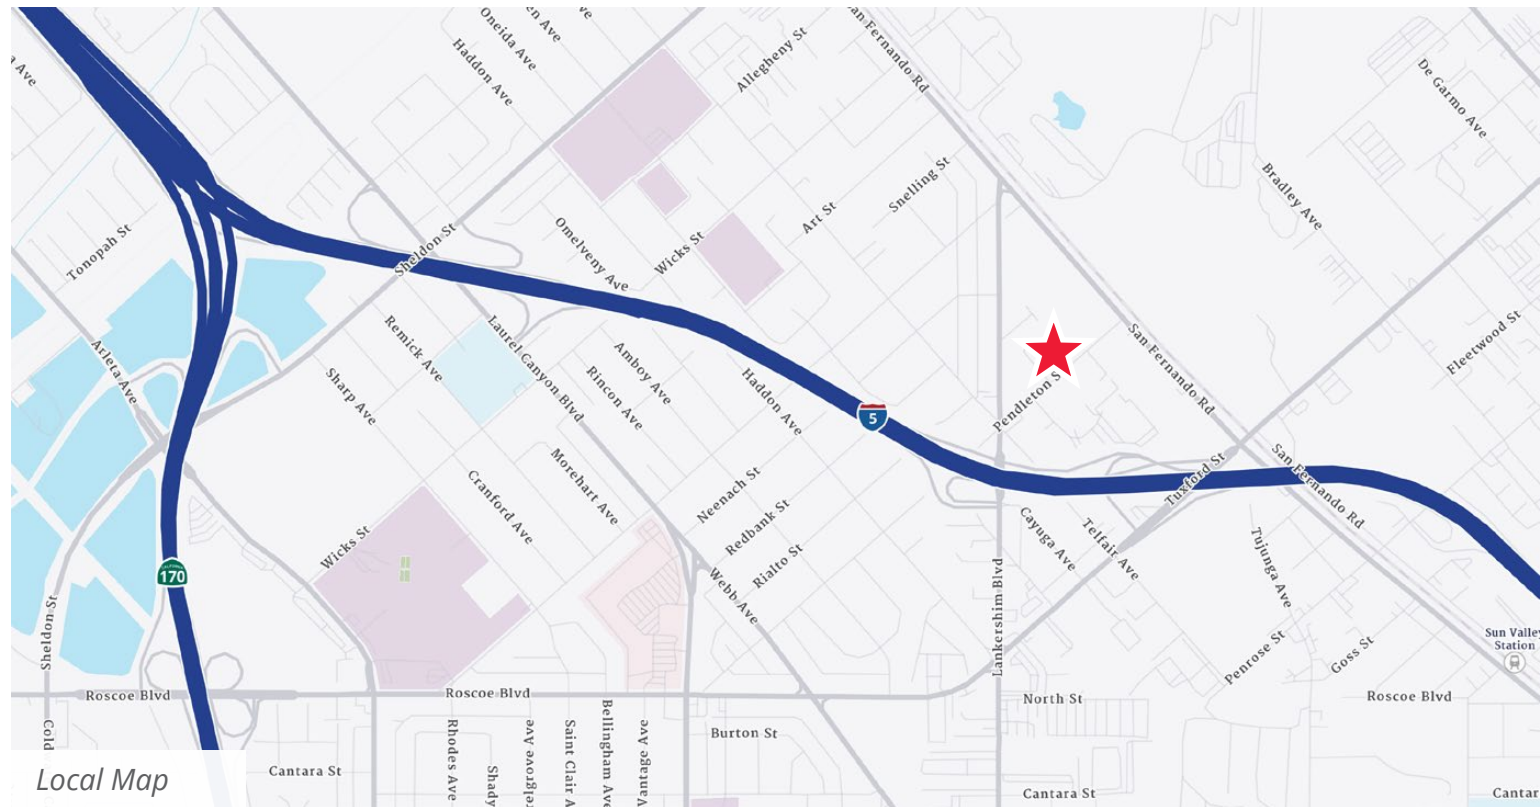 Oneida Ave
Haddon Ave
Allegheny St
San Fernando Rd
De Garmo Ave
Bradley Ave
Snelling St
Art St
Wicks St
Omelveny Ave
Sheldon St
Tonopah St
Arleta Ave
Remick Ave
Sharp Ave
Laurel Canyon Blvd
Amboy Ave
Rincon Ave
Haddon Ave
5
Pendleton S
San Fernando Rd
Fleetwood St
Tuxford St
San Fernando Rd
Morehart Ave
Cranford Ave
Neenach St
Redbank St
Rialto St
Webb Ave
Wicks St
CALIFORNIA
170
Sheldon St
Lankershim Blvd
Cayuga Ave
Telfair Ave
Tujunga Ave
Penrose St
Goss St
Sun Valley
Station
Roscoe Blvd
Roscoe Blvd
North St
Roscoe Blvd
Burton St
Rhodes Ave
Shady
Saint Clair A
Bellingham Ave
Vantage Ave
Cantara St
Cantara St
Cantar
Local Map